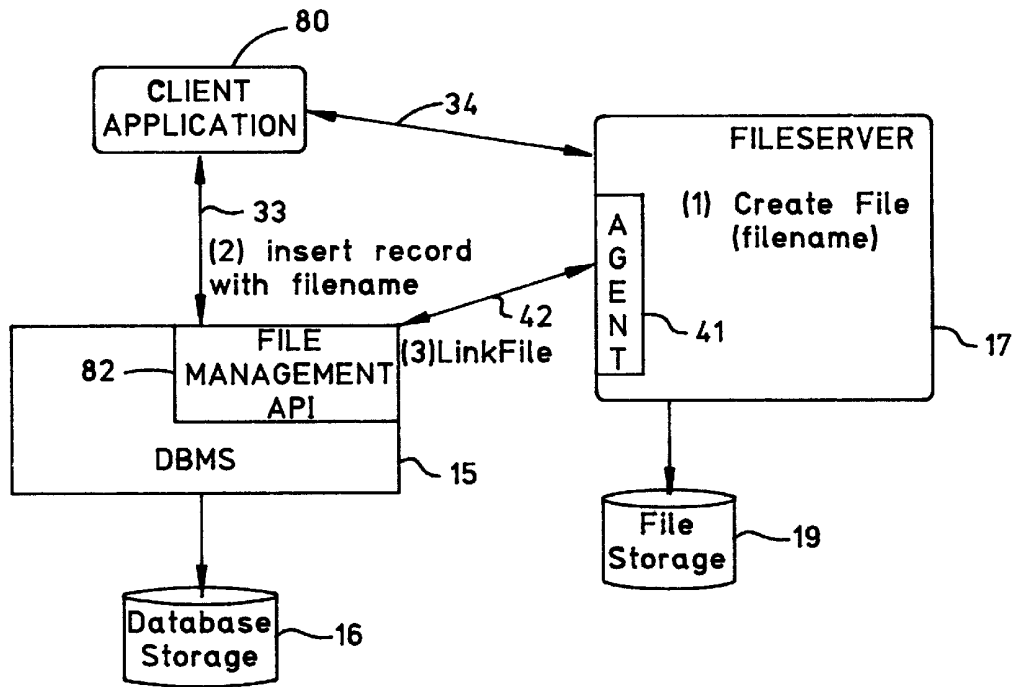 80
CLIENT
APPLICATION
34
FILESERVER
(1) Create File
(filename)
33
(2) insert record
with filename
AGENT
42
41
17
FILE
MANAGEMENT
API
(3)LinkFile
82
DBMS
15
File
Storage
19
Database
Storage
16